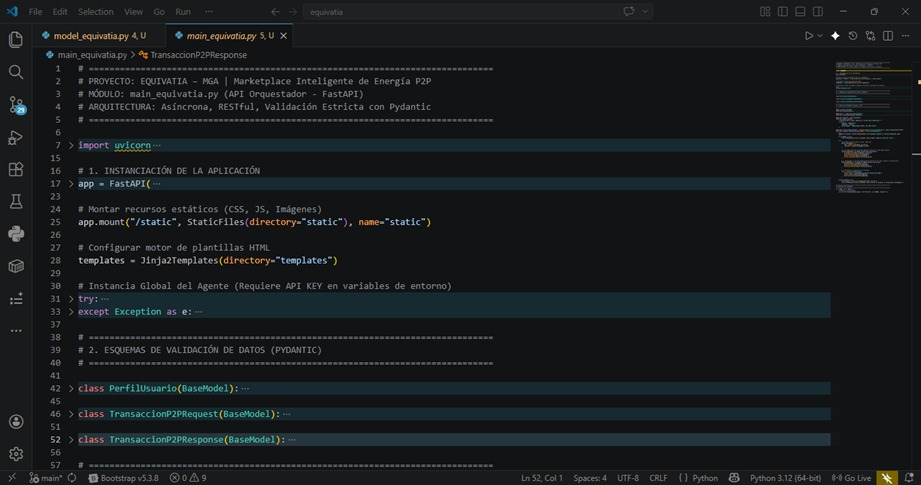 File Edit Selection View Go Run ··· equivatia
model_equivatia.py 4, U main_equivatia.py 5, U
main_equivatia.py > TransaccionP2PResponse
1 # ==============================================================================
2 # PROYECTO: EQUIVATIA – MGA | Marketplace Inteligente de Energía P2P
3 # MÓDULO: main_equivatia.py (API Orquestador - FastAPI)
4 # ARQUITECTURA: Asíncrona, RESTful, Validación Estricta con Pydantic
5 # ==============================================================================
6
7 import uvicorn ···
15
16 # 1. INSTANCIACIÓN DE LA APLICACIÓN
17 app = FastAPI( ···
23
24 # Montar recursos estáticos (CSS, JS, Imágenes)
25 app.mount("/static", StaticFiles(directory="static"), name="static")
26
27 # Configurar motor de plantillas HTML
28 templates = Jinja2Templates(directory="templates")
29
30 # Instancia Global del Agente (Requiere API KEY en variables de entorno)
31 try: ···
33 except Exception as e: ···
37
38 # ==============================================================================
39 # 2. ESQUEMAS DE VALIDACIÓN DE DATOS (PYDANTIC)
40 # ==============================================================================
41
42 class PerfilUsuario(BaseModel): ···
45
46 class TransaccionP2PRequest(BaseModel): ···
51
52 class TransaccionP2PResponse(BaseModel): ···
56
57 # ==============================================================================
29
main* Bootstrap v5.3.8 0 9 Ln 52, Col 1 Spaces: 4 UTF-8 CRLF { } Python Python 3.12 (64-bit) Go Live